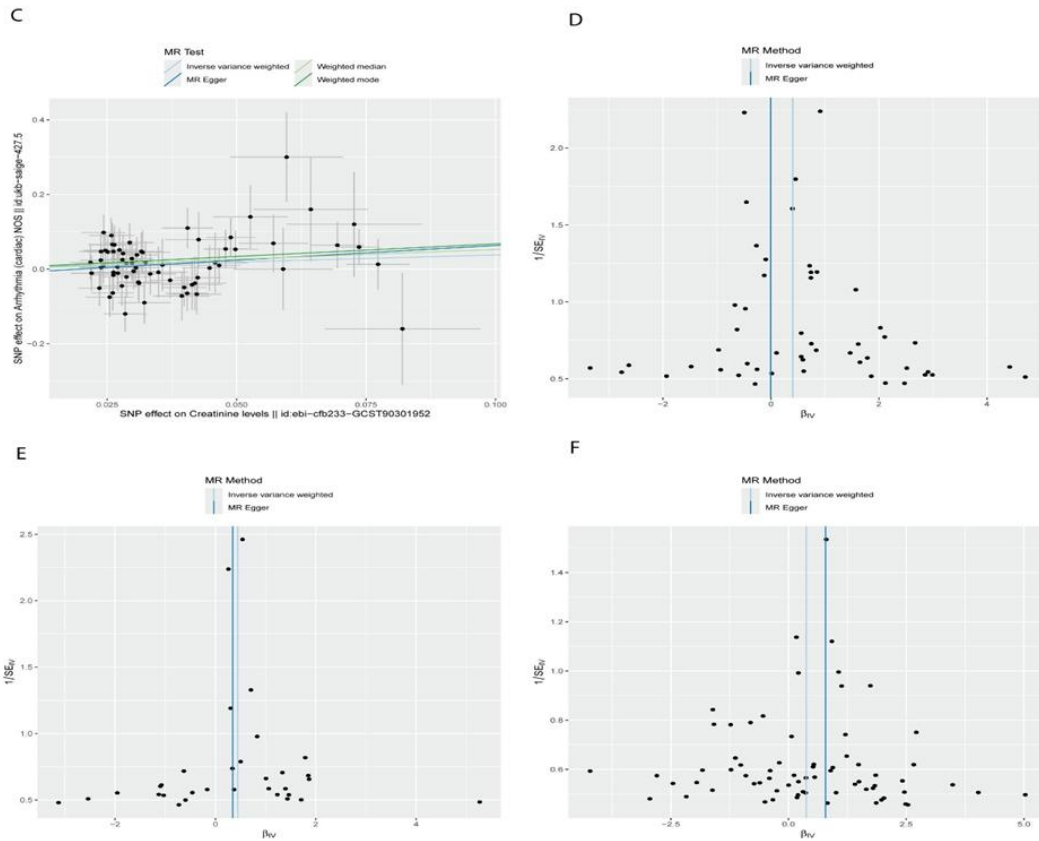 C
MR Test
Inverse variance weighted
Weighted median
MR Egger
Weighted mode
SNP effect on Arrhythmia (cardiac) NOS || id:ukb-saige-427.5
0.4
0.2
0.0
−0.2
0.025
0.050
0.075
0.100
SNP effect on Creatinine levels || id:ebi-cfb233-GCST90301952
D
MR Method
Inverse variance weighted
MR Egger
1/SE_IV
2.0
1.5
1.0
0.5
−2
0
2
4
β_IV
E
MR Method
Inverse variance weighted
MR Egger
1/SE_IV
2.5
2.0
1.5
1.0
0.5
−2
0
2
4
β_IV
F
MR Method
Inverse variance weighted
MR Egger
1/SE_IV
1.4
1.2
1.0
0.8
0.6
−2.5
0.0
2.5
5.0
β_IV